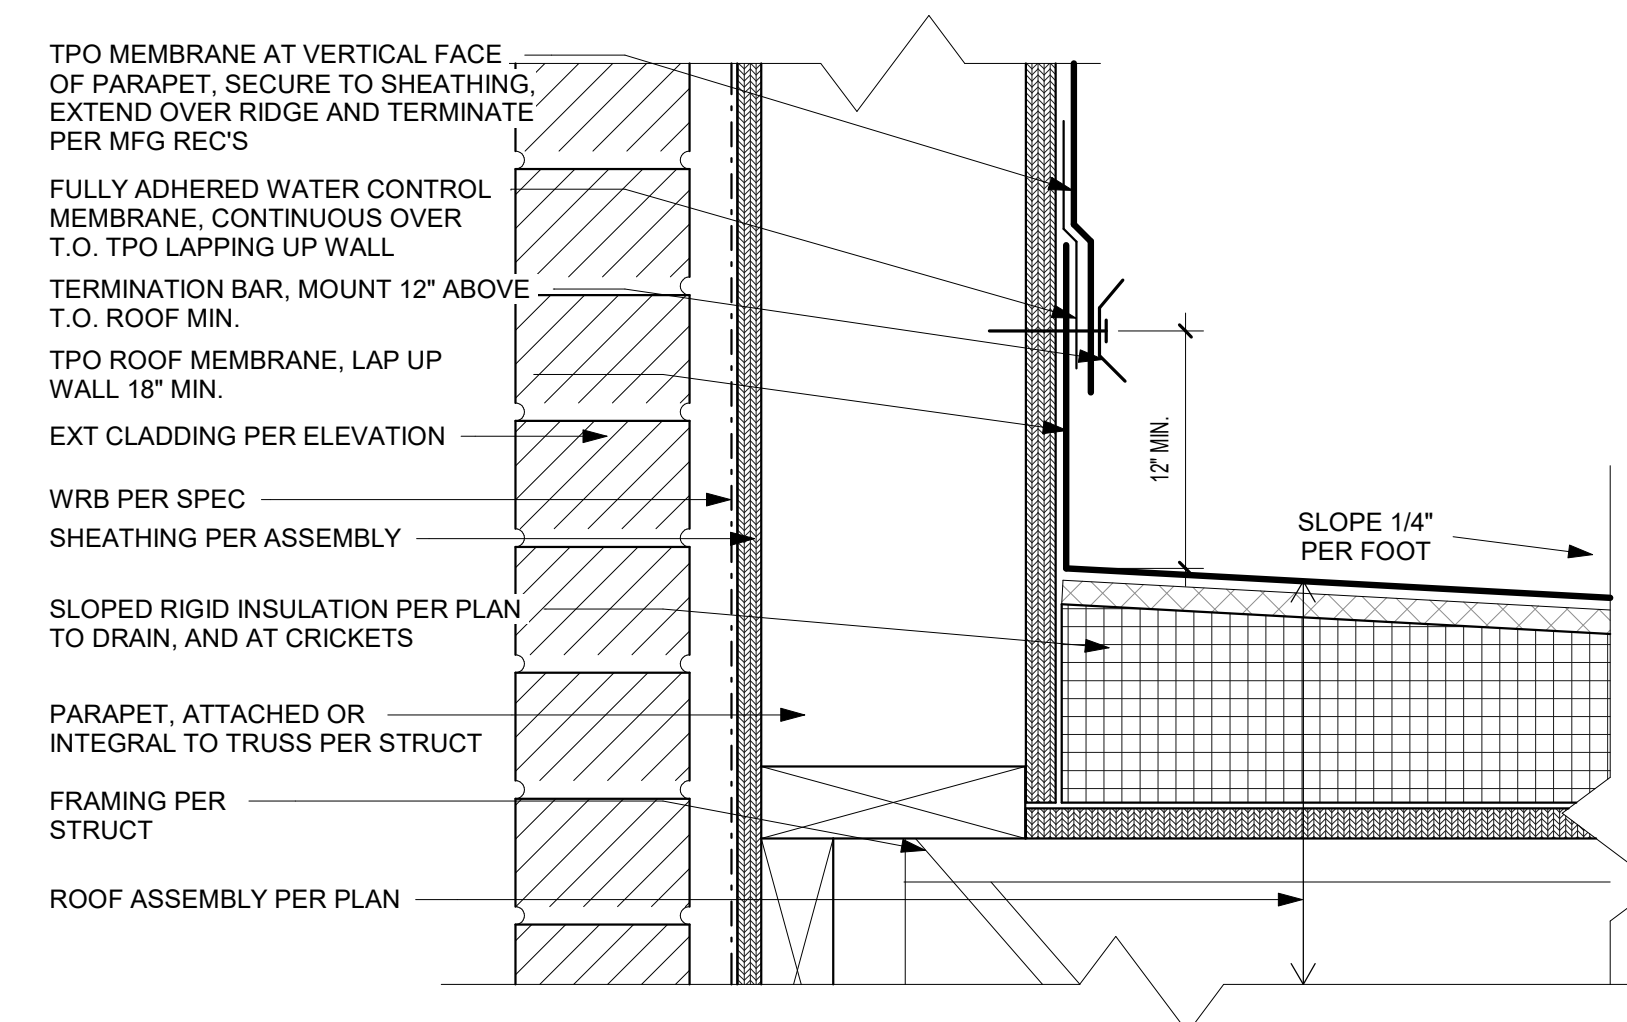 TPO MEMBRANE AT VERTICAL FACE
OF PARAPET, SECURE TO SHEATHING,
EXTEND OVER RIDGE AND TERMINATE
PER MFG REC'S
FULLY ADHERED WATER CONTROL
MEMBRANE, CONTINUOUS OVER
T.O. TPO LAPPING UP WALL
TERMINATION BAR, MOUNT 12" ABOVE
T.O. ROOF MIN.
TPO ROOF MEMBRANE, LAP UP
WALL 18" MIN.
EXT CLADDING PER ELEVATION
WRB PER SPEC
SHEATHING PER ASSEMBLY
SLOPED RIGID INSULATION PER PLAN
TO DRAIN, AND AT CRICKETS
PARAPET, ATTACHED OR
INTEGRAL TO TRUSS PER STRUCT
FRAMING PER
STRUCT
ROOF ASSEMBLY PER PLAN
12" MIN.
SLOPE 1/4"
PER FOOT